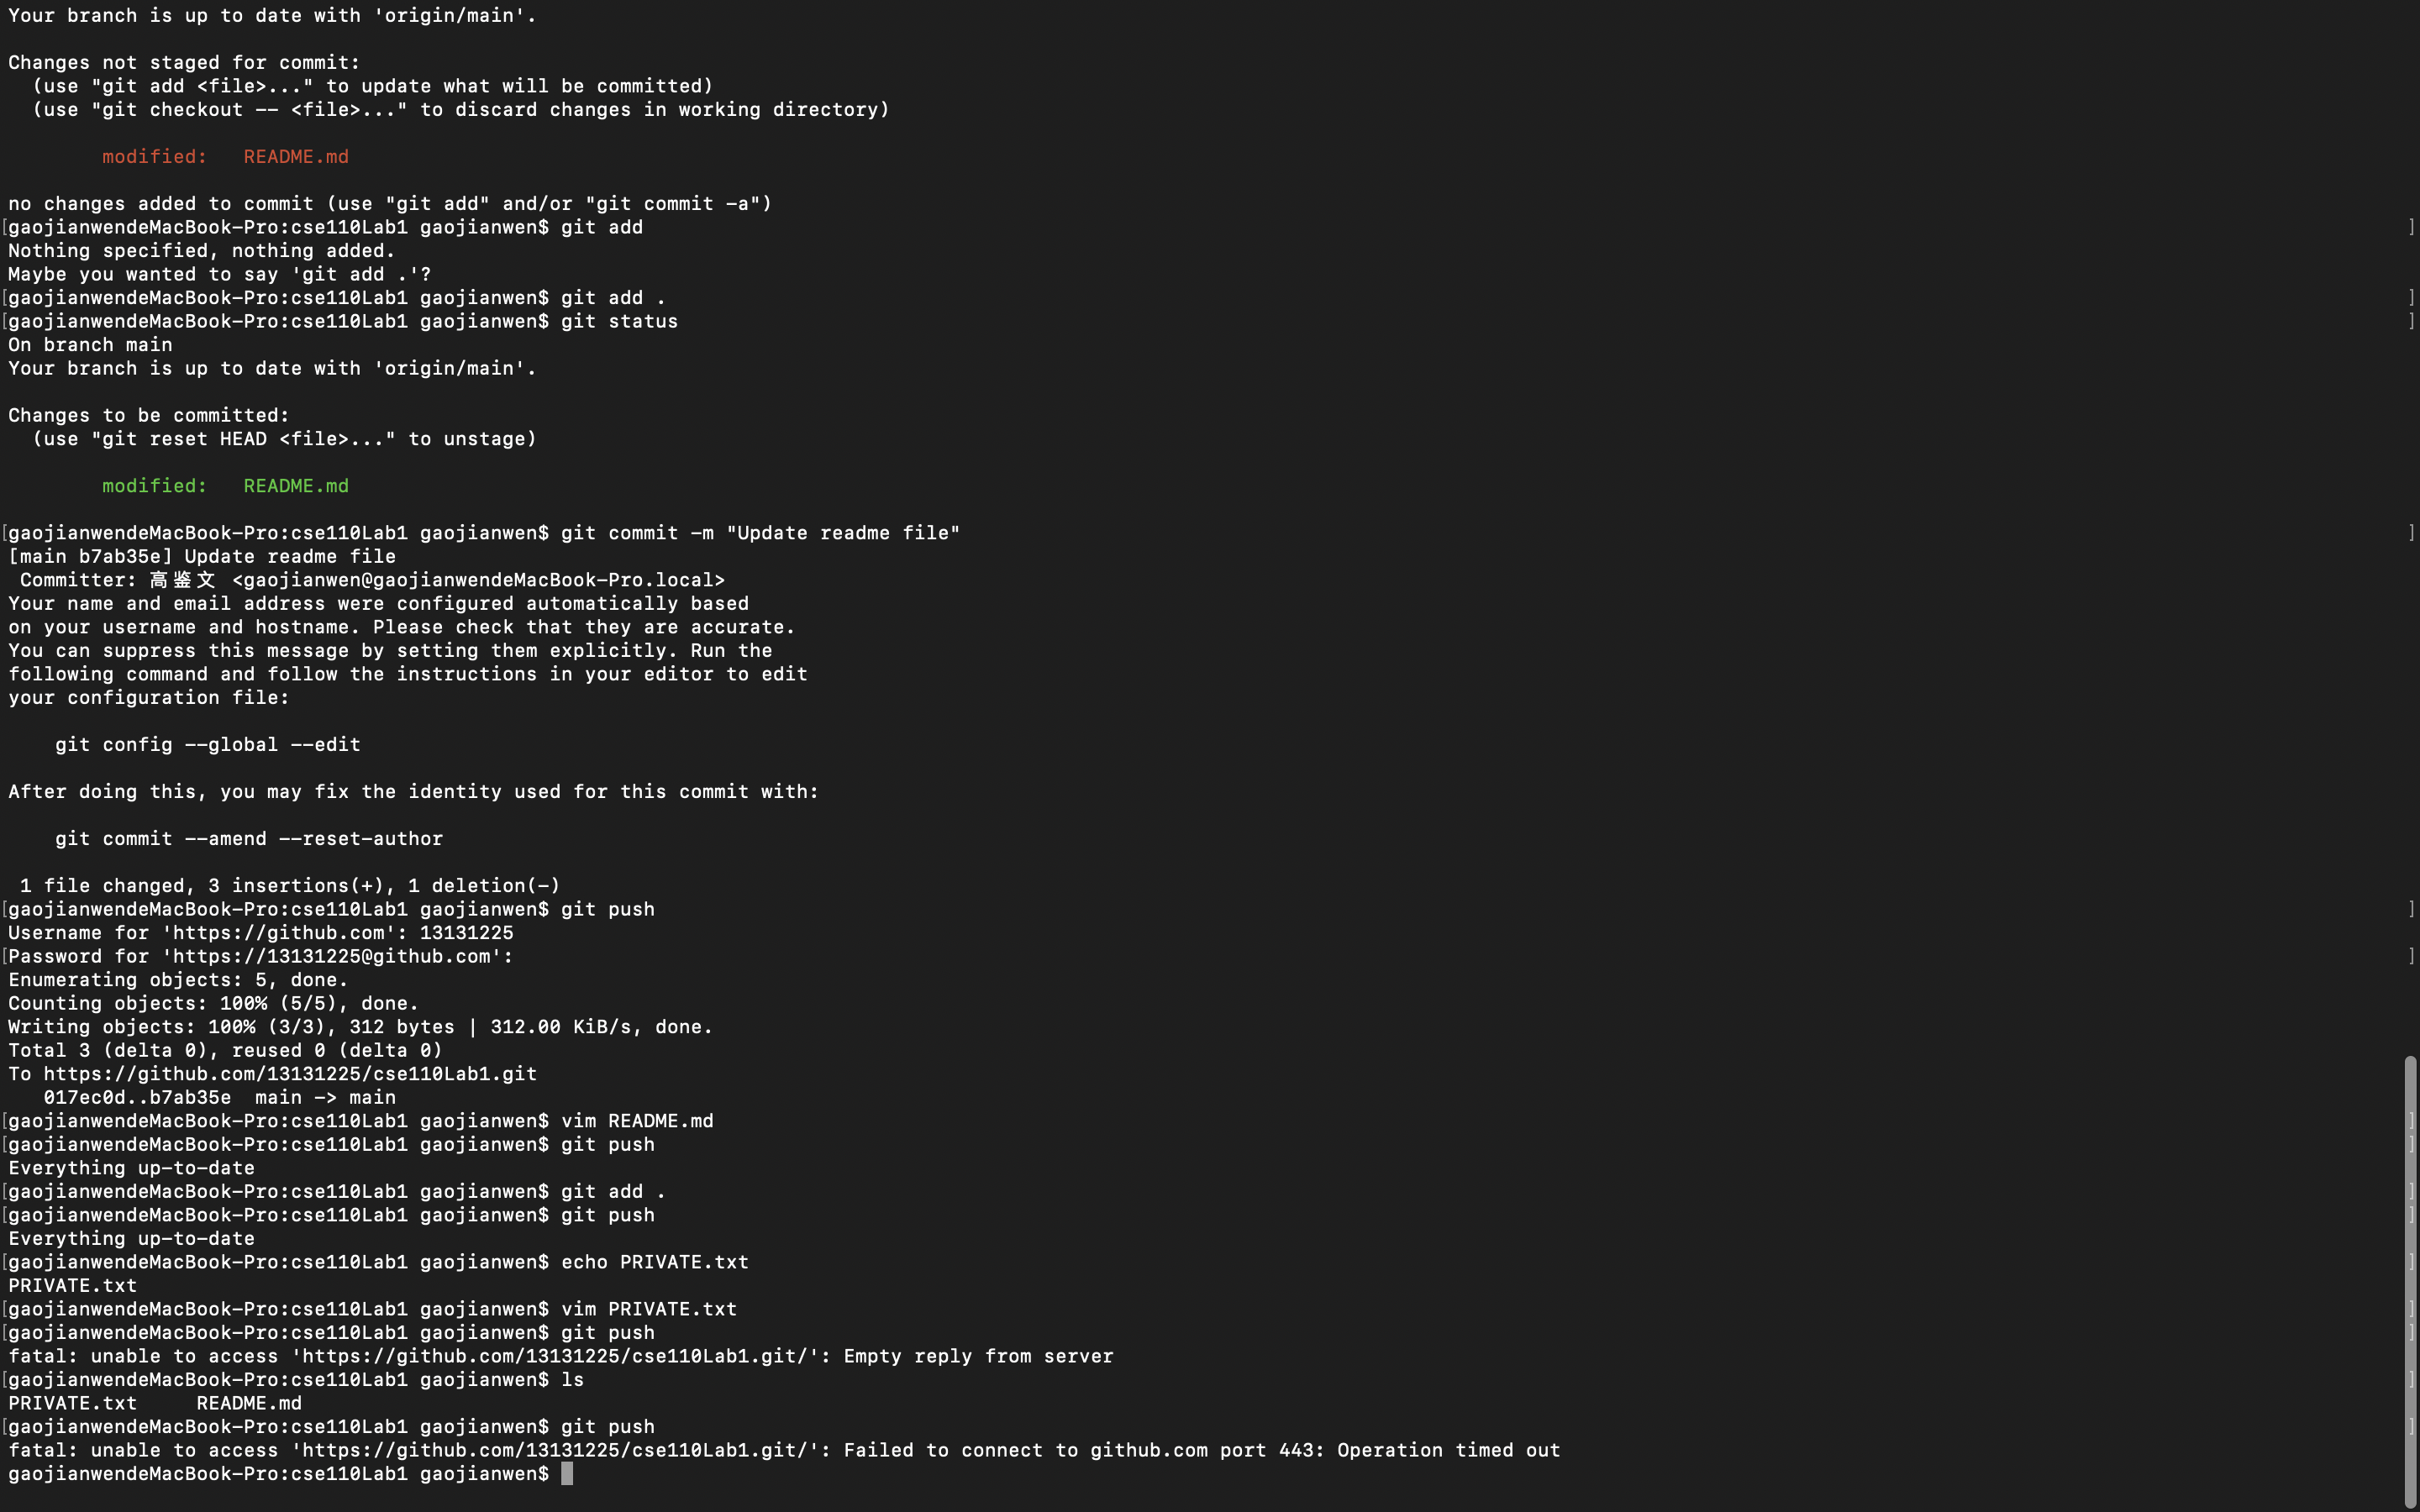 Your branch is up to date with 'origin/main'.
Changes not staged for commit:
  (use "git add <file>..." to update what will be committed)
  (use "git checkout -- <file>..." to discard changes in working directory)
        modified:   README.md
no changes added to commit (use "git add" and/or "git commit -a")
[gaojianwendeMacBook-Pro:cse110Lab1 gaojianwen$ git add ]
Nothing specified, nothing added.
Maybe you wanted to say 'git add .'?
[gaojianwendeMacBook-Pro:cse110Lab1 gaojianwen$ git add . ]
[gaojianwendeMacBook-Pro:cse110Lab1 gaojianwen$ git status ]
On branch main
Your branch is up to date with 'origin/main'.
Changes to be committed:
  (use "git reset HEAD <file>..." to unstage)
        modified:   README.md
[gaojianwendeMacBook-Pro:cse110Lab1 gaojianwen$ git commit -m "Update readme file" ]
[main b7ab35e] Update readme file
 Committer: 高鉴文 <gaojianwen@gaojianwendeMacBook-Pro.local>
Your name and email address were configured automatically based
on your username and hostname. Please check that they are accurate.
You can suppress this message by setting them explicitly. Run the
following command and follow the instructions in your editor to edit
your configuration file:
    git config --global --edit
After doing this, you may fix the identity used for this commit with:
    git commit --amend --reset-author
 1 file changed, 3 insertions(+), 1 deletion(-)
[gaojianwendeMacBook-Pro:cse110Lab1 gaojianwen$ git push ]
Username for 'https://github.com': 13131225
[Password for 'https://13131225@github.com': ]
Enumerating objects: 5, done.
Counting objects: 100% (5/5), done.
Writing objects: 100% (3/3), 312 bytes | 312.00 KiB/s, done.
Total 3 (delta 0), reused 0 (delta 0)
To https://github.com/13131225/cse110Lab1.git
   017ec0d..b7ab35e  main -> main
[gaojianwendeMacBook-Pro:cse110Lab1 gaojianwen$ vim README.md ]
[gaojianwendeMacBook-Pro:cse110Lab1 gaojianwen$ git push ]
Everything up-to-date
[gaojianwendeMacBook-Pro:cse110Lab1 gaojianwen$ git add . ]
[gaojianwendeMacBook-Pro:cse110Lab1 gaojianwen$ git push ]
Everything up-to-date
[gaojianwendeMacBook-Pro:cse110Lab1 gaojianwen$ echo PRIVATE.txt ]
PRIVATE.txt
[gaojianwendeMacBook-Pro:cse110Lab1 gaojianwen$ vim PRIVATE.txt ]
[gaojianwendeMacBook-Pro:cse110Lab1 gaojianwen$ git push ]
fatal: unable to access 'https://github.com/13131225/cse110Lab1.git/': Empty reply from server
[gaojianwendeMacBook-Pro:cse110Lab1 gaojianwen$ ls ]
PRIVATE.txt     README.md
[gaojianwendeMacBook-Pro:cse110Lab1 gaojianwen$ git push ]
fatal: unable to access 'https://github.com/13131225/cse110Lab1.git/': Failed to connect to github.com port 443: Operation timed out
gaojianwendeMacBook-Pro:cse110Lab1 gaojianwen$